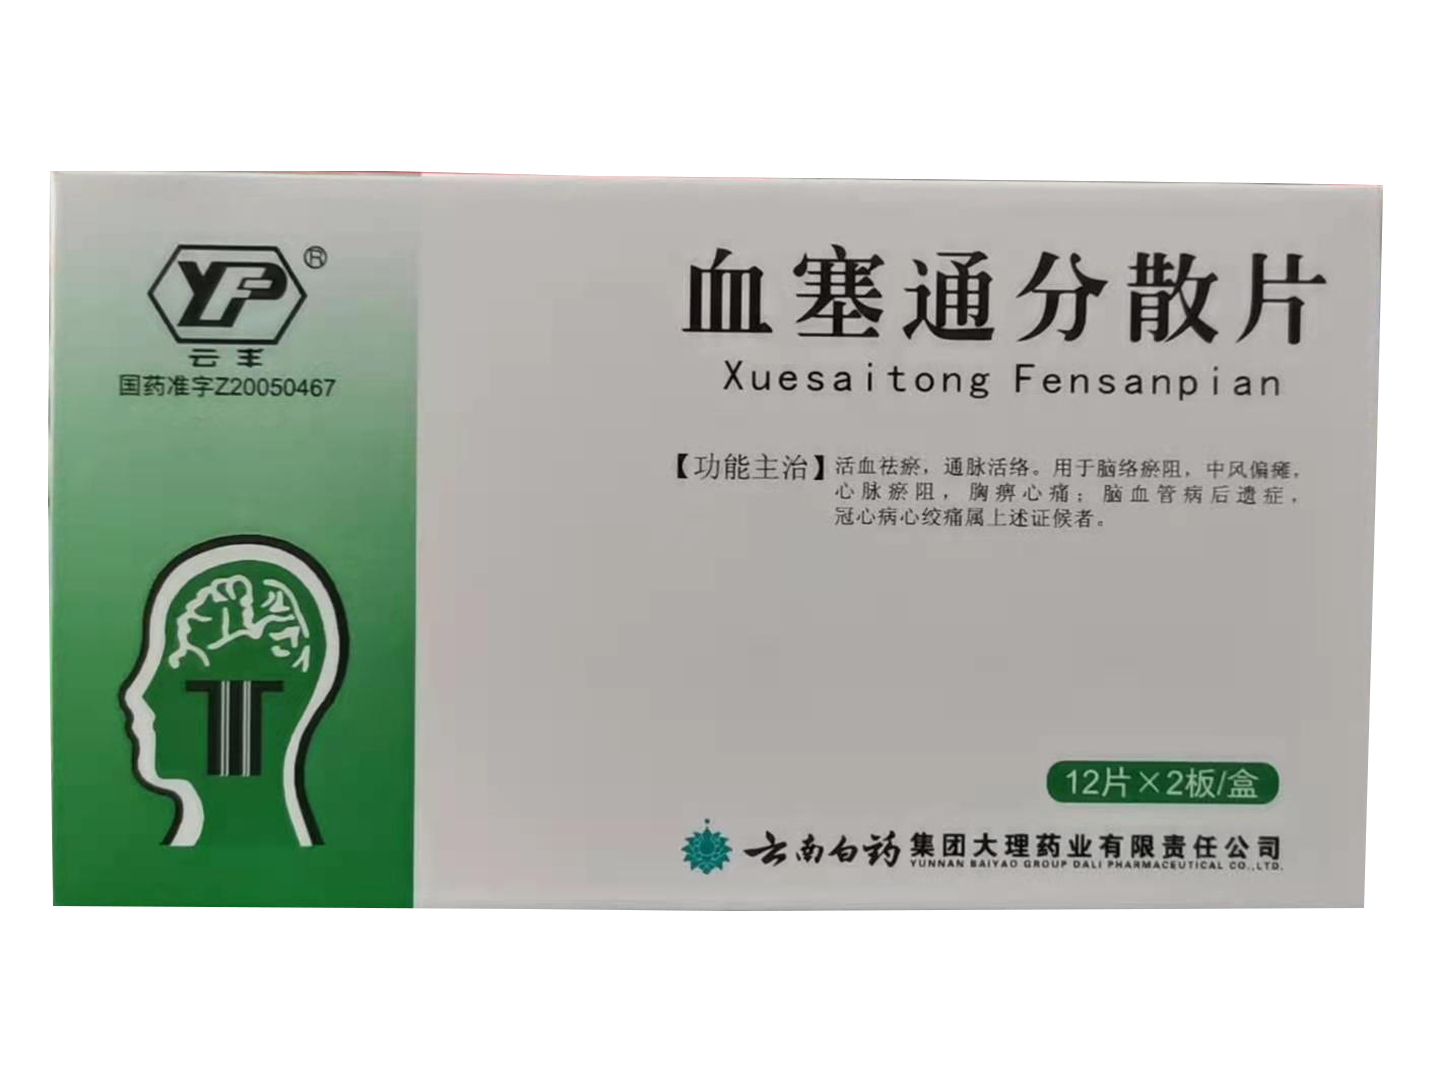 YP®
云丰
国药准字Z20050467
血塞通分散片
Xuesaitong Fensanpian
【功能主治】活血祛瘀，通脉活络。用于脑络瘀阻，中风偏瘫，
心脉瘀阻，胸痹心痛；脑血管病后遗症，
冠心病心绞痛属上述证候者。
12片×2板/盒
云南白药集团大理药业有限责任公司
YUNNAN BAIYAO GROUP DALI PHARMACEUTICAL CO.,LTD.